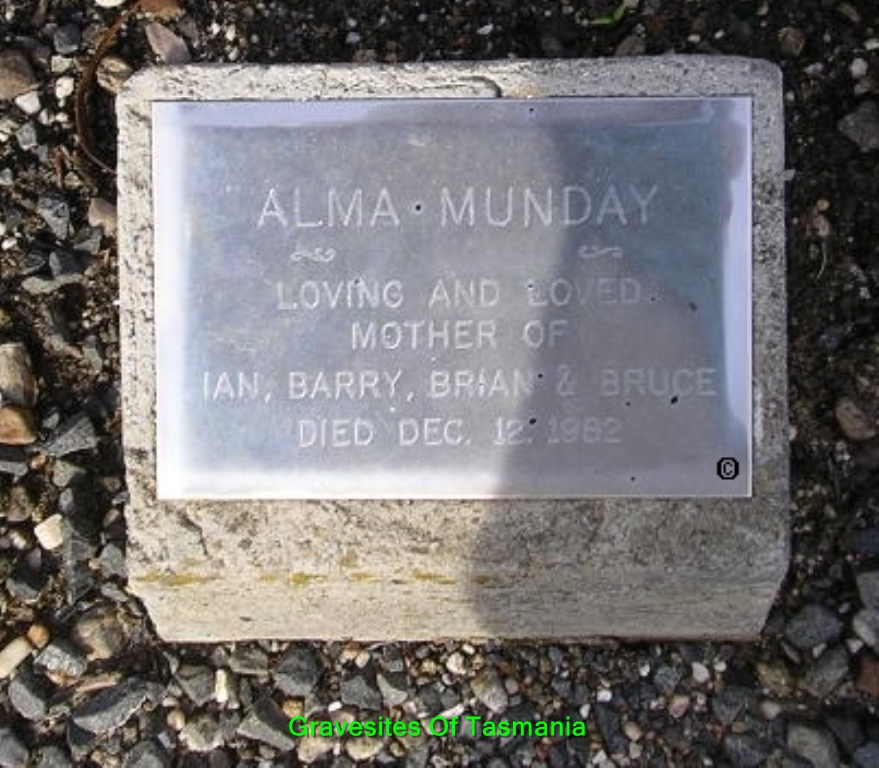 ALMA · MUNDAY
LOVING AND LOVED
MOTHER OF
IAN, BARRY, BRIAN & BRUCE
DIED DEC. 12. 1982
©
Gravesites Of Tasmania